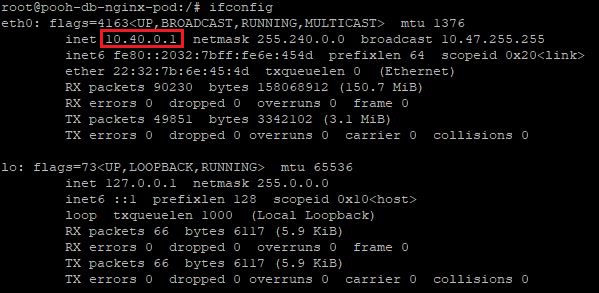 root@pooh-db-nginx-pod:/# ifconfig
eth0: flags=4163<UP,BROADCAST,RUNNING,MULTICAST>  mtu 1376
        inet 10.40.0.1  netmask 255.240.0.0  broadcast 10.47.255.255
        inet6 fe80::2032:7bff:fe6e:454d  prefixlen 64  scopeid 0x20<link>
        ether 22:32:7b:6e:45:4d  txqueuelen 0  (Ethernet)
        RX packets 90230  bytes 158068912 (150.7 MiB)
        RX errors 0  dropped 0  overruns 0  frame 0
        TX packets 49851  bytes 3342102 (3.1 MiB)
        TX errors 0  dropped 0 overruns 0  carrier 0  collisions 0

lo: flags=73<UP,LOOPBACK,RUNNING>  mtu 65536
        inet 127.0.0.1  netmask 255.0.0.0
        inet6 ::1  prefixlen 128  scopeid 0x10<host>
        loop  txqueuelen 1000  (Local Loopback)
        RX packets 66  bytes 6117 (5.9 KiB)
        RX errors 0  dropped 0  overruns 0  frame 0
        TX packets 66  bytes 6117 (5.9 KiB)
        TX errors 0  dropped 0 overruns 0  carrier 0  collisions 0